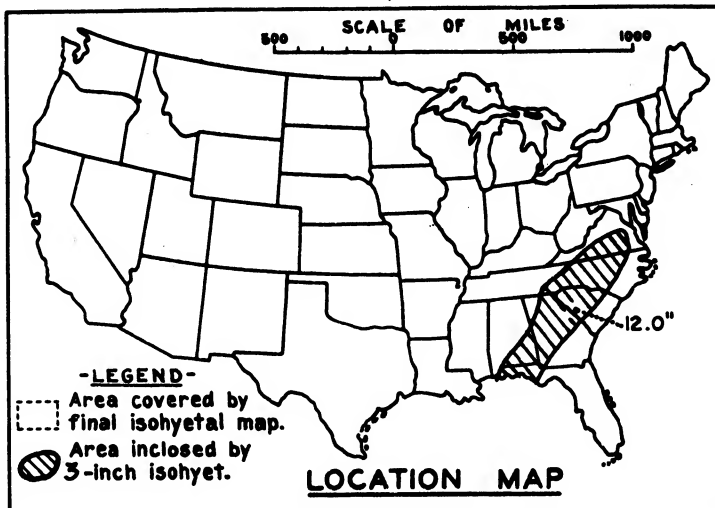 SCALE OF MILES
500 0 500 1000
12.0"
-LEGEND-
Area covered by
final isohyetal map.
Area inclosed by
3-inch isohyet.
LOCATION MAP